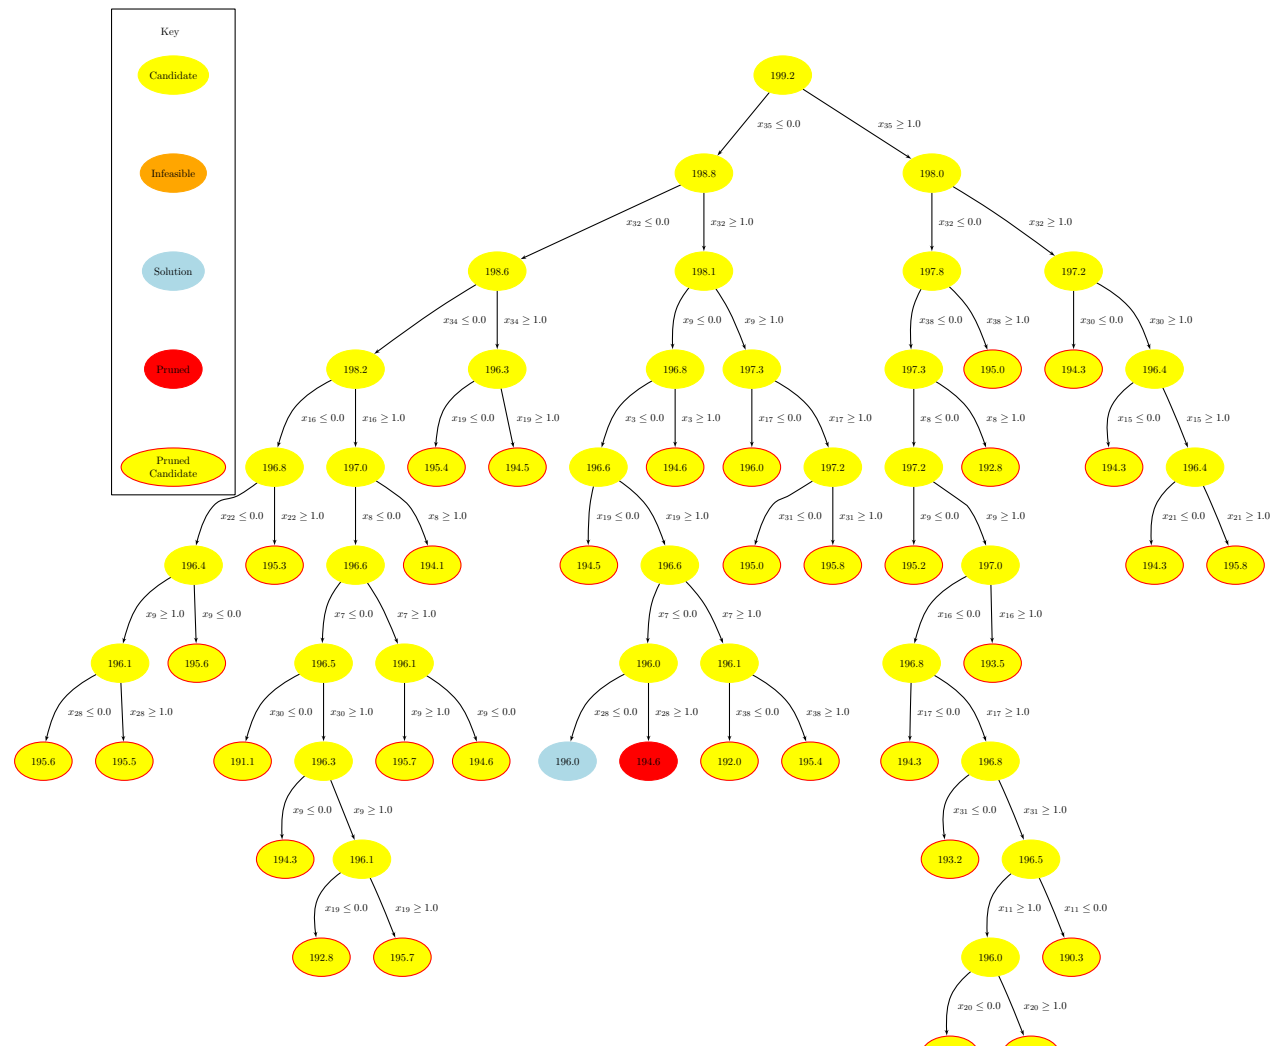 Key
Candidate
199.2
x₃₅ ≤ 0.0 x₃₅ ≥ 1.0
Infeasible 198.8 198.0
x₃₂ ≤ 0.0 x₃₂ ≥ 1.0 x₃₂ ≤ 0.0 x₃₂ ≥ 1.0
Solution 198.6 198.1 197.8 197.2
x₃₄ ≤ 0.0 x₃₄ ≥ 1.0 x₉ ≤ 0.0 x₉ ≥ 1.0 x₃₈ ≤ 0.0 x₃₈ ≥ 1.0 x₃₀ ≤ 0.0 x₃₀ ≥ 1.0
Pruned 198.2 196.3 196.8 197.3 197.3 195.0 194.3 196.4
x₁₆ ≤ 0.0 x₁₆ ≥ 1.0 x₁₉ ≤ 0.0 x₁₉ ≥ 1.0 x₃ ≤ 0.0 x₃ ≥ 1.0 x₁₇ ≤ 0.0 x₁₇ ≥ 1.0 x₈ ≤ 0.0 x₈ ≥ 1.0 x₁₅ ≤ 0.0 x₁₅ ≥ 1.0
Pruned
Candidate
196.8 197.0 195.4 194.5 196.6 194.6 196.0 197.2 197.2 192.8 194.3 196.4
x₂₂ ≤ 0.0 x₂₂ ≥ 1.0 x₈ ≤ 0.0 x₈ ≥ 1.0 x₁₉ ≤ 0.0 x₁₉ ≥ 1.0 x₃₁ ≤ 0.0 x₃₁ ≥ 1.0 x₉ ≤ 0.0 x₉ ≥ 1.0 x₂₁ ≤ 0.0 x₂₁ ≥ 1.0
196.4 195.3 196.6 194.1 194.5 196.6 195.0 195.8 195.2 197.0 194.3 195.8
x₉ ≥ 1.0 x₉ ≤ 0.0 x₇ ≤ 0.0 x₇ ≥ 1.0 x₇ ≤ 0.0 x₇ ≥ 1.0 x₁₆ ≤ 0.0 x₁₆ ≥ 1.0
196.1 195.6 196.5 196.1 196.0 196.1 196.8 193.5
x₂₈ ≤ 0.0 x₂₈ ≥ 1.0 x₃₀ ≤ 0.0 x₃₀ ≥ 1.0 x₉ ≥ 1.0 x₉ ≤ 0.0 x₂₈ ≤ 0.0 x₂₈ ≥ 1.0 x₃₈ ≤ 0.0 x₃₈ ≥ 1.0 x₁₇ ≤ 0.0 x₁₇ ≥ 1.0
195.6 195.5 191.1 196.3 195.7 194.6 196.0 194.6 192.0 195.4 194.3 196.8
x₉ ≤ 0.0 x₉ ≥ 1.0 x₃₁ ≤ 0.0 x₃₁ ≥ 1.0
194.3 196.1 193.2 196.5
x₁₉ ≤ 0.0 x₁₉ ≥ 1.0 x₁₁ ≥ 1.0 x₁₁ ≤ 0.0
192.8 195.7 196.0 190.3
x₂₀ ≤ 0.0 x₂₀ ≥ 1.0